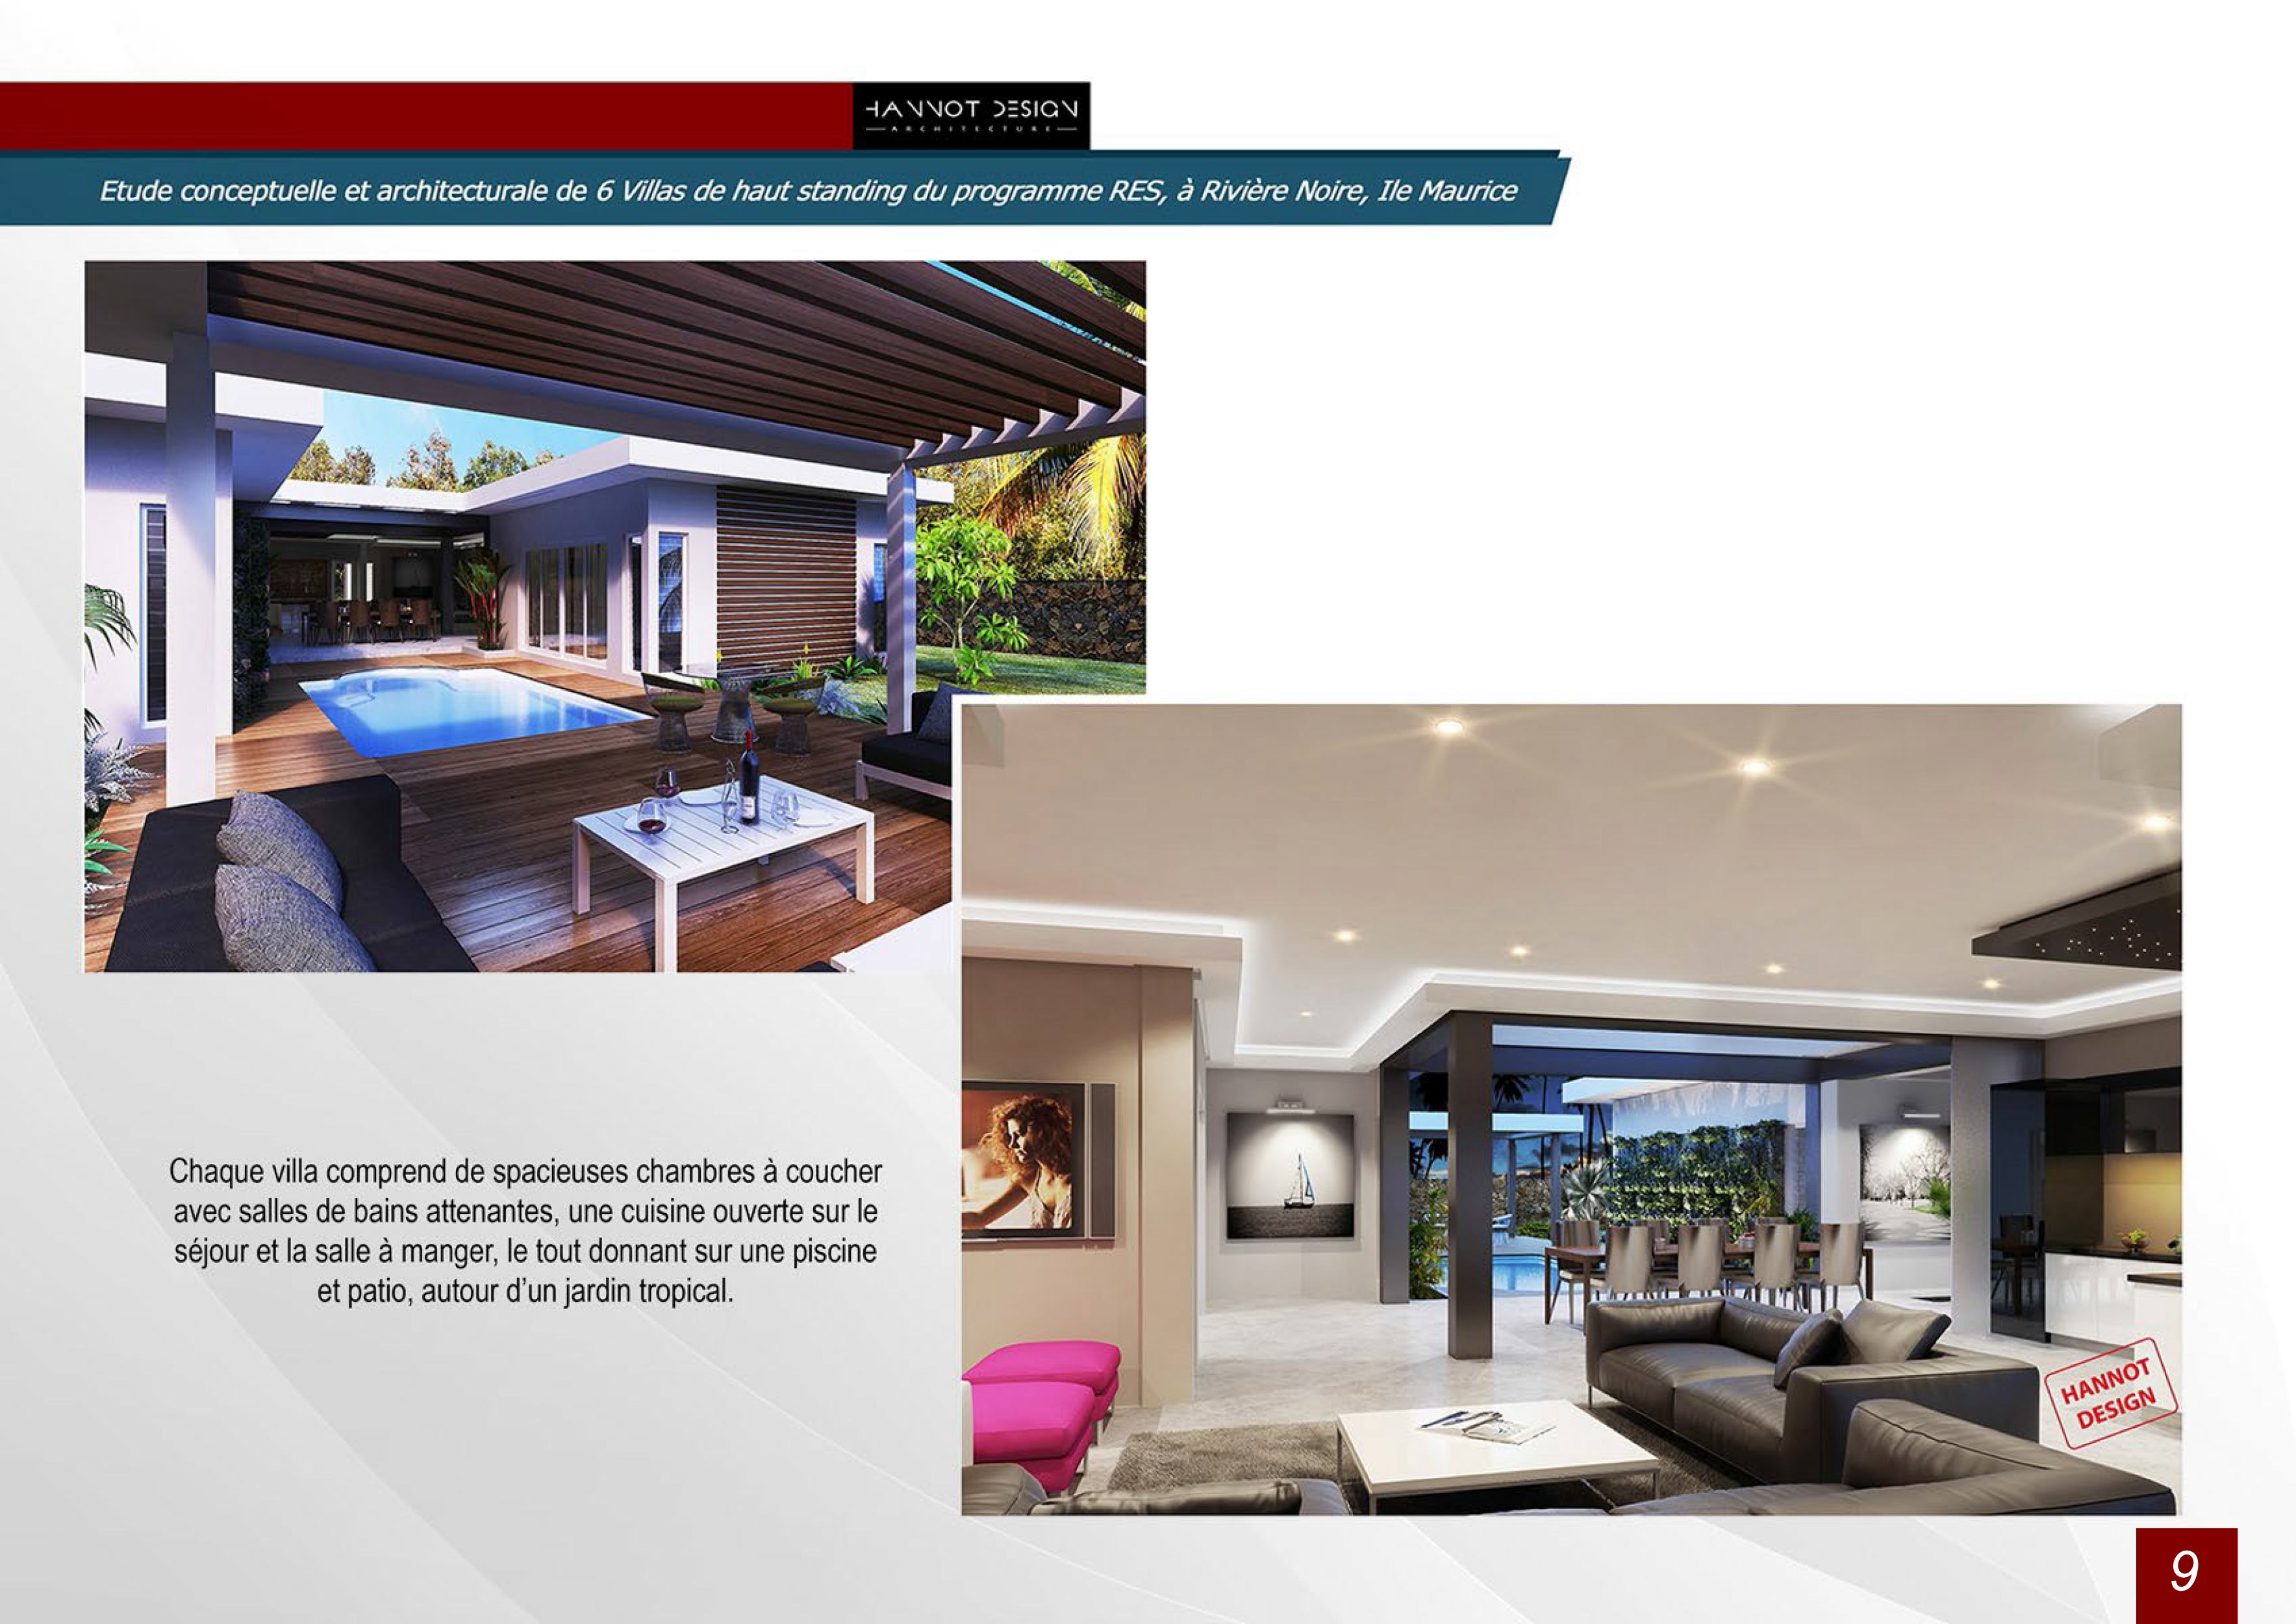 HANNOT DESIGN
ARCHITECTURE
Etude conceptuelle et architecturale de 6 Villas de haut standing du programme RES, à Rivière Noire, Ile Maurice
Chaque villa comprend de spacieuses chambres à coucher
avec salles de bains attenantes, une cuisine ouverte sur le
séjour et la salle à manger, le tout donnant sur une piscine
et patio, autour d'un jardin tropical.
HANNOT
DESIGN
9